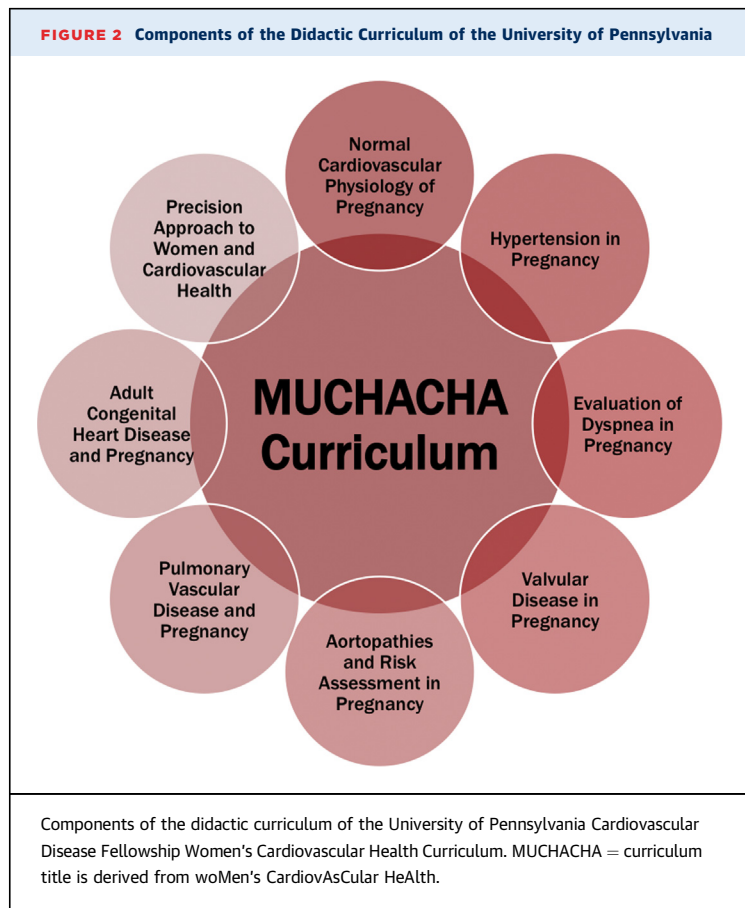 FIGURE 2 Components of the Didactic Curriculum of the University of Pennsylvania
Normal
Cardiovascular
Physiology of
Pregnancy
Hypertension in
Pregnancy
Evaluation of
Dyspnea in
Pregnancy
Valvular
Disease in
Pregnancy
Aortopathies
and Risk
Assessment in
Pregnancy
Pulmonary
Vascular
Disease and
Pregnancy
Adult
Congenital
Heart Disease
and Pregnancy
Precision
Approach to
Women and
Cardiovascular
Health
MUCHACHA
Curriculum
Components of the didactic curriculum of the University of Pennsylvania Cardiovascular
Disease Fellowship Women's Cardiovascular Health Curriculum. MUCHACHA = curriculum
title is derived from woMen's CardiovAsCular HeAlth.